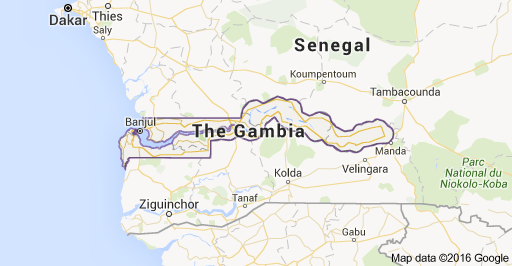 Dakar
Thies
Saly
Senegal
Koumpentoum
Tambacounda
Banjul
The Gambia
Manda
Velingara
Parc
National du
Niokolo-Koba
Kolda
Tanaf
Ziguinchor
Gabu
Map data ©2016 Google